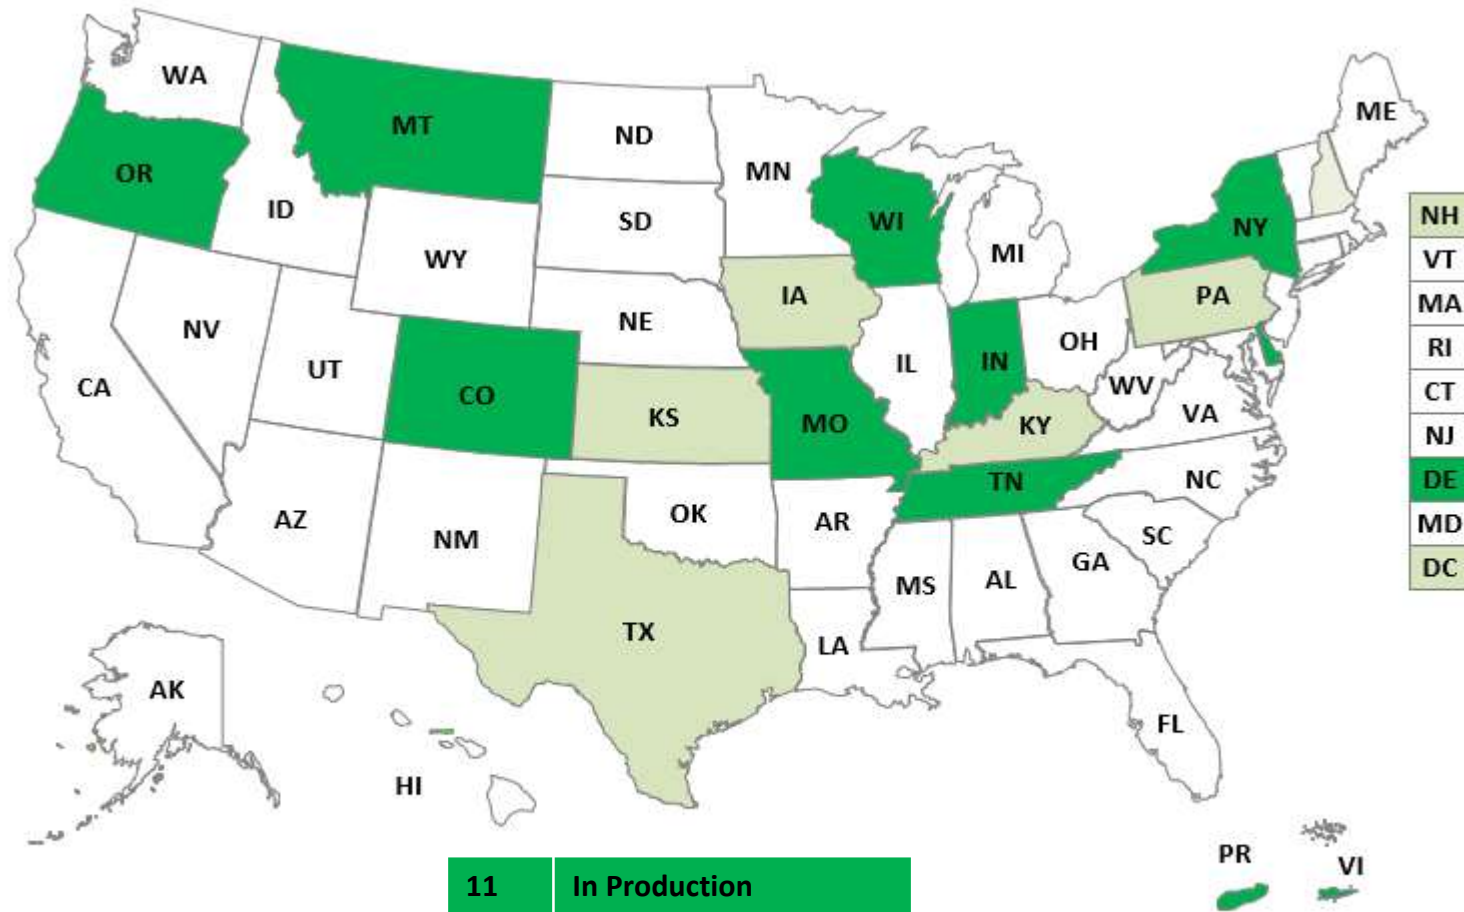 WA
MT
ND
MN
ME
OR
ID
SD
WI
MI
NY
NH
WY
VT
IA
PA
MA
NV
NE
OH
RI
UT
IL
IN
CA
CO
WV
CT
KS
MO
KY
VA
NJ
TN
NC
DE
AZ
NM
OK
AR
SC
MD
MS
AL
GA
DC
TX
LA
AK
FL
HI
PR
VI
11 In Production